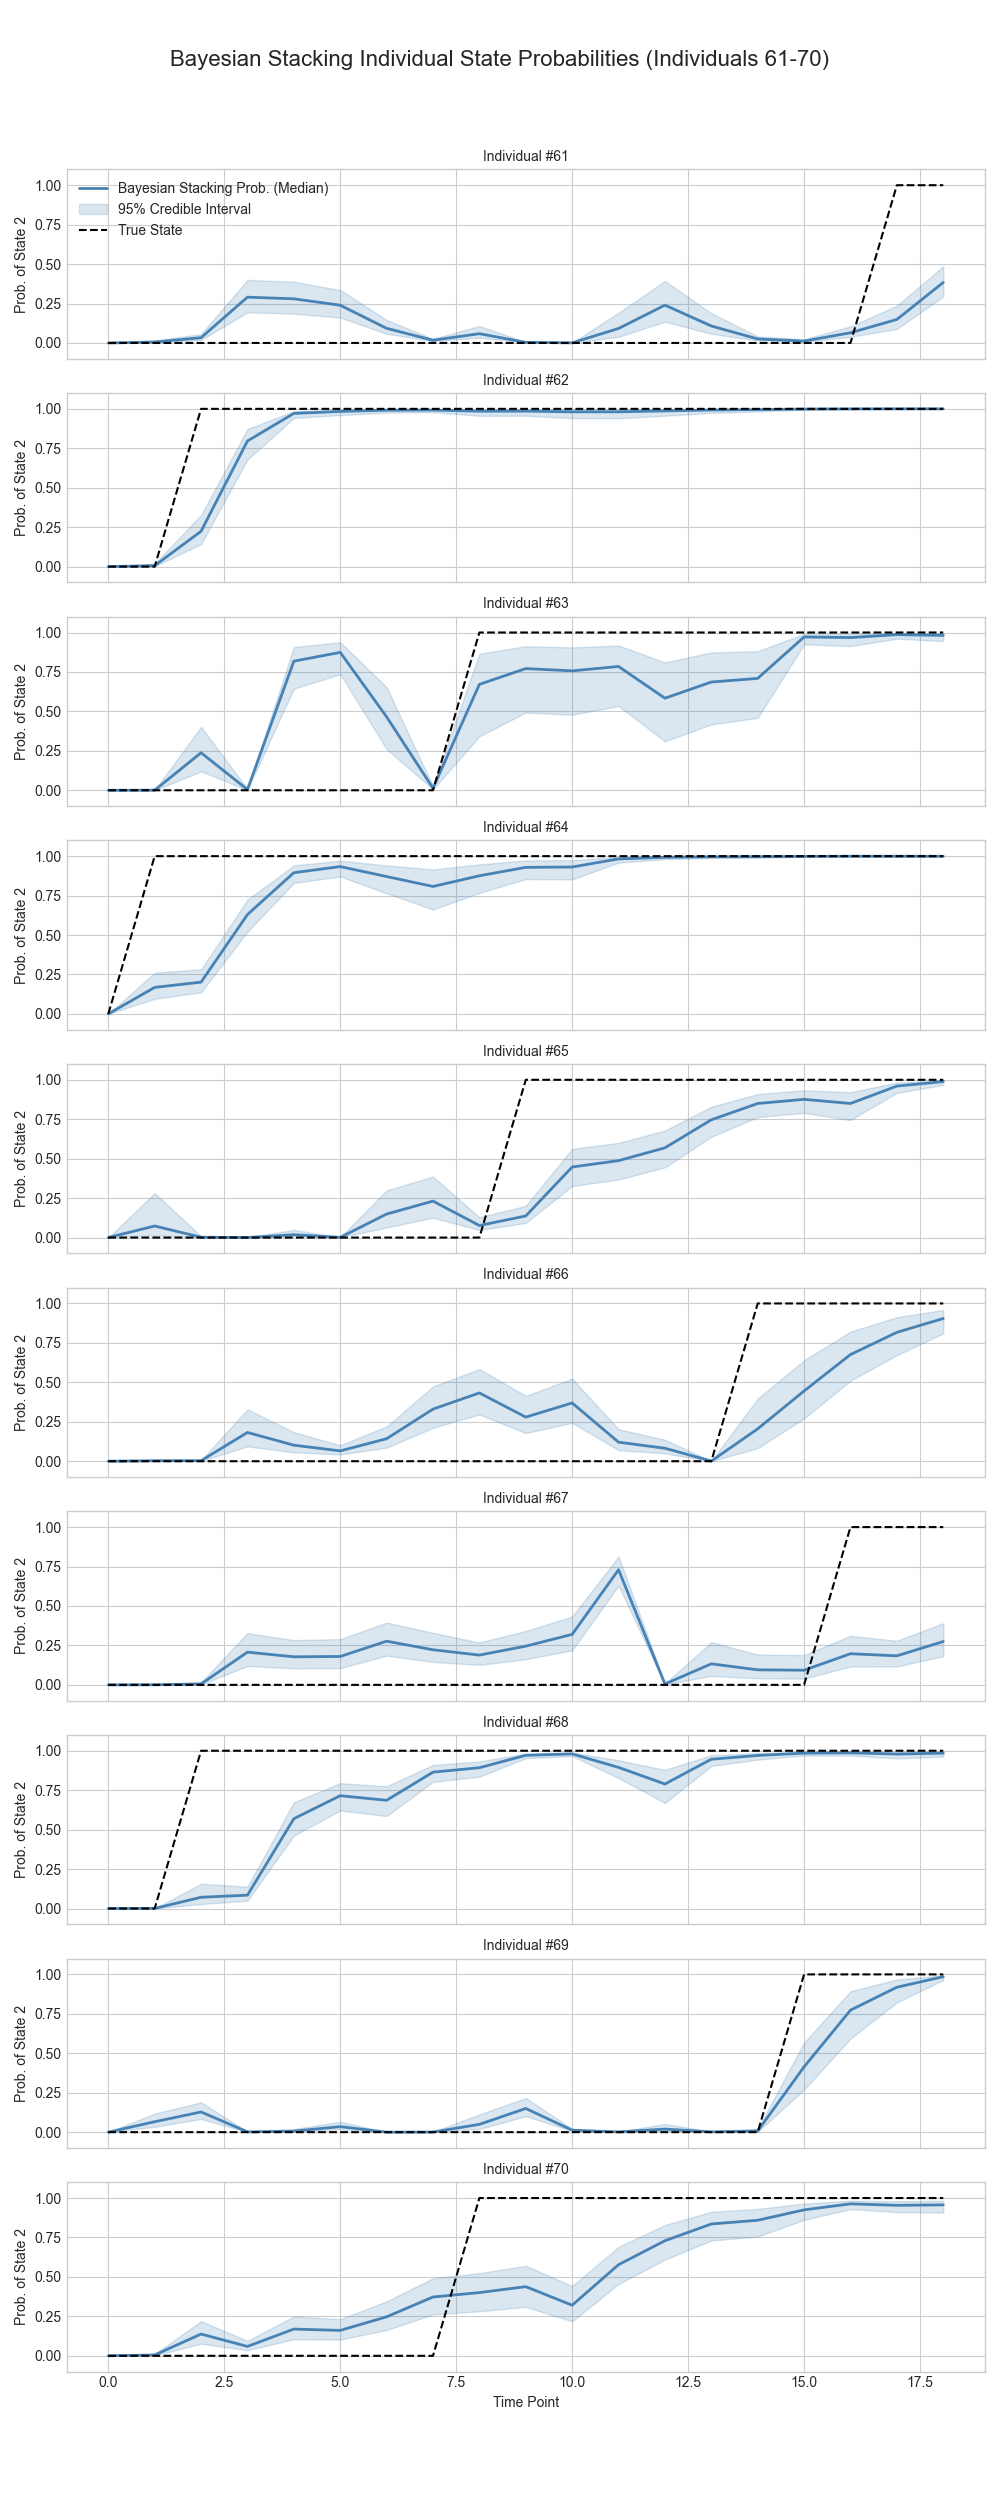 Bayesian Stacking Individual State Probabilities (Individuals 61-70)
Individual #61
Prob. of State 2
1.00
0.75
0.50
0.25
0.00
Bayesian Stacking Prob. (Median)
95% Credible Interval
True State
Individual #62
Prob. of State 2
1.00
0.75
0.50
0.25
0.00
Individual #63
Prob. of State 2
1.00
0.75
0.50
0.25
0.00
Individual #64
Prob. of State 2
1.00
0.75
0.50
0.25
0.00
Individual #65
Prob. of State 2
1.00
0.75
0.50
0.25
0.00
Individual #66
Prob. of State 2
1.00
0.75
0.50
0.25
0.00
Individual #67
Prob. of State 2
1.00
0.75
0.50
0.25
0.00
Individual #68
Prob. of State 2
1.00
0.75
0.50
0.25
0.00
Individual #69
Prob. of State 2
1.00
0.75
0.50
0.25
0.00
Individual #70
Prob. of State 2
1.00
0.75
0.50
0.25
0.00
0.0 2.5 5.0 7.5 10.0 12.5 15.0 17.5
Time Point